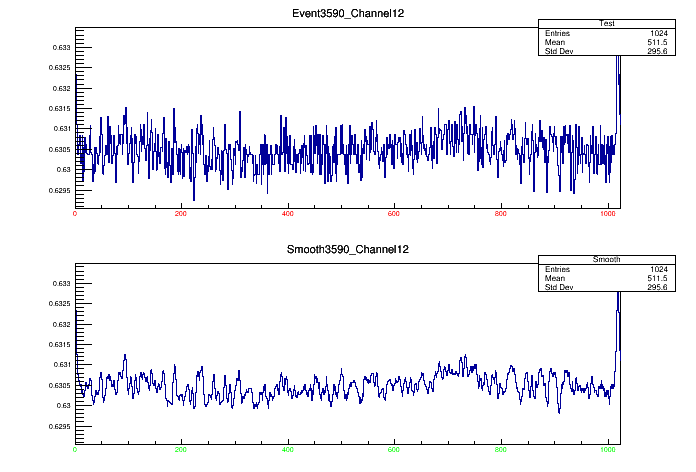 Event3590_Channel12
Test
Entries 1024
Mean 511.5
Std Dev 295.6
0.633
0.6325
0.632
0.6315
0.631
0.6305
0.63
0.6295
0 200 400 600 800 1000
Smooth3590_Channel12
Smooth
Entries 1024
Mean 511.5
Std Dev 295.6
0.633
0.6325
0.632
0.6315
0.631
0.6305
0.63
0.6295
0 200 400 600 800 1000